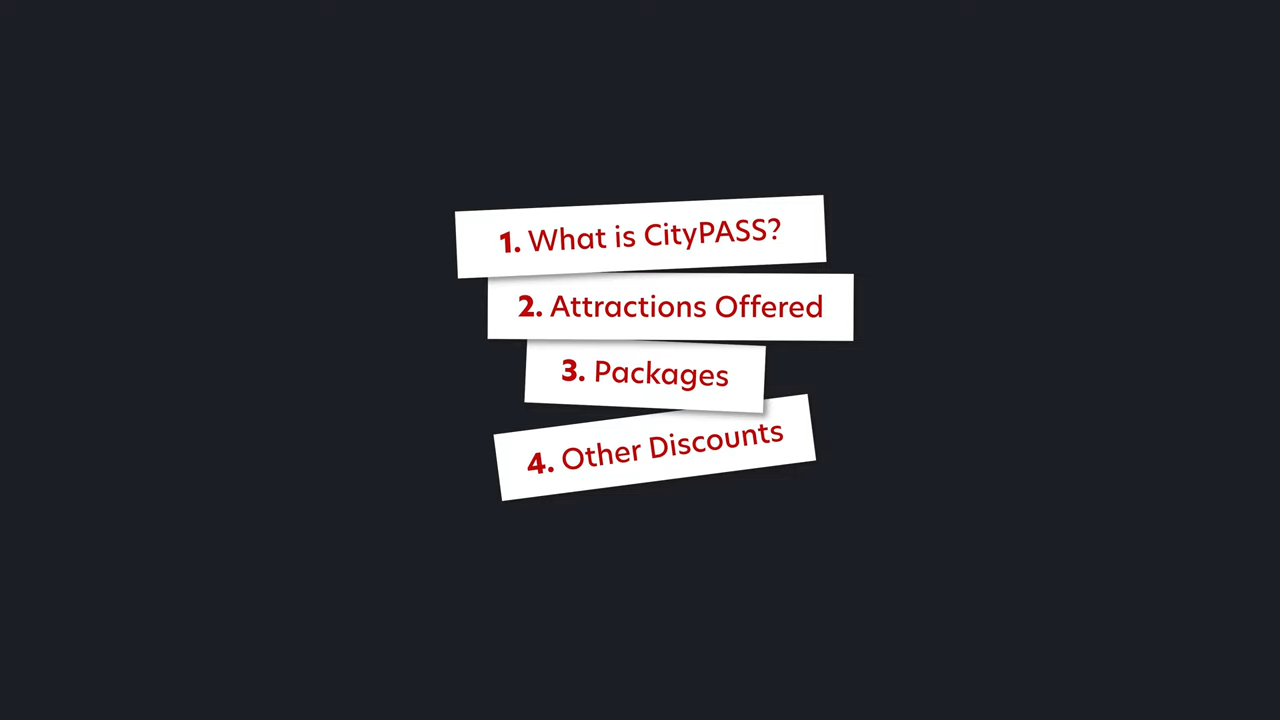 1. What is CityPASS?
2. Attractions Offered
3. Packages
4. Other Discounts